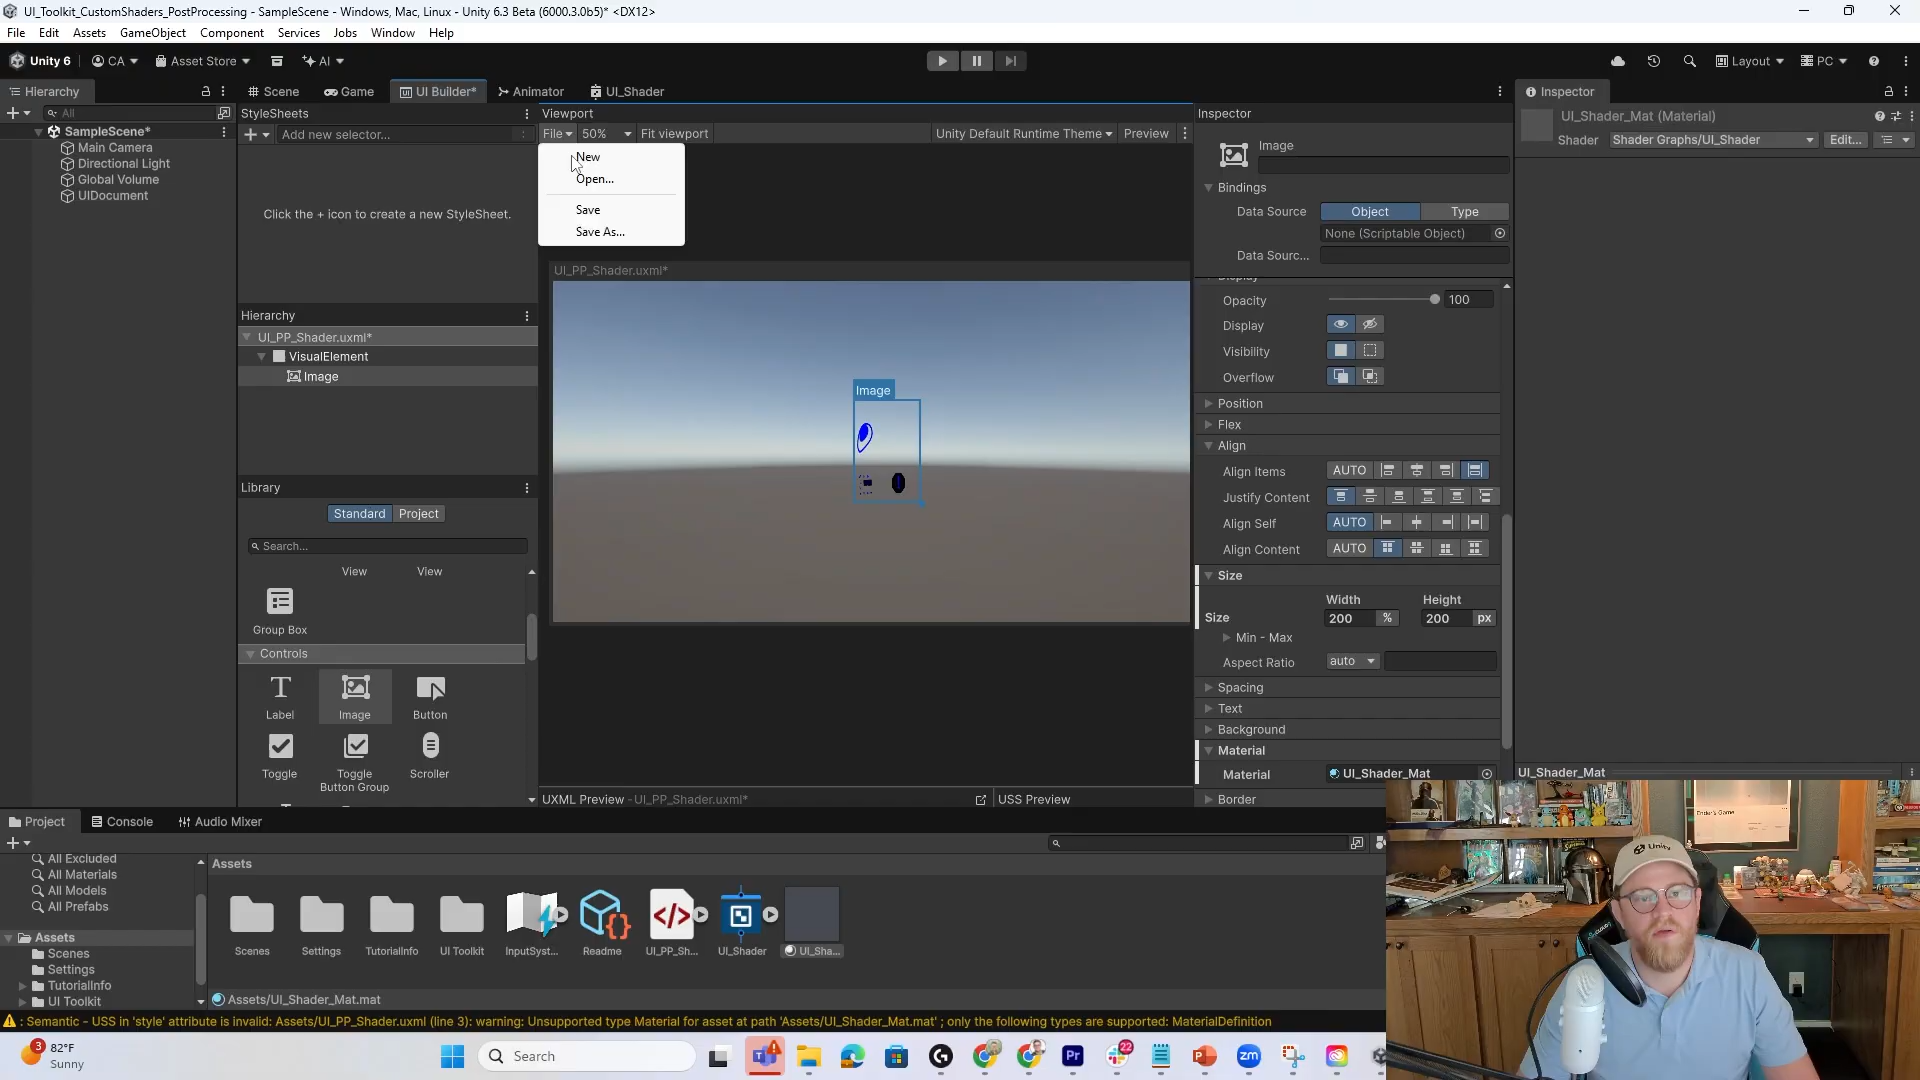 UI_Toolkit_CustomShaders_PostProcessing - SampleScene - Windows, Mac, Linux - Unity 6.3 Beta (6000.3.0b5)* <DX12>
File Edit Assets GameObject Component Services Jobs Window Help
Unity 6 CA Asset Store AI Layout PC
Hierarchy Scene Game UI Builder* Animator UI_Shader Inspector
All
SampleScene*
Main Camera
Directional Light
Global Volume
UIDocument
StyleSheets
Add new selector...
Click the + icon to create a new StyleSheet.
Hierarchy
UI_PP_Shader.uxml*
VisualElement
Image
Library
Standard Project
Search...
View View
Group Box
Controls
Label Image Button
Toggle Toggle Button Group Scroller
Viewport
File 50% Fit viewport Unity Default Runtime Theme Preview
New
Open...
Save
Save As...
UI_PP_Shader.uxml*
Image
UXML Preview - UI_PP_Shader.uxml* USS Preview
Inspector
Image
Bindings
Data Source Object Type
None (Scriptable Object)
Data Sourc...
Display
Opacity 100
Display
Visibility
Overflow
Position
Flex
Align
Align Items AUTO
Justify Content
Align Self AUTO
Align Content AUTO
Size
Width Height
Size 200 % 200 px
Min - Max
Aspect Ratio auto
Spacing
Text
Background
Material
Material UI_Shader_Mat
Border
UI_Shader_Mat (Material)
Shader Shader Graphs/UI_Shader Edit...
UI_Shader_Mat
Project Console Audio Mixer
All Excluded
All Materials
All Models
All Prefabs
Assets
Scenes
Settings
TutorialInfo
UI Toolkit
Assets
Scenes Settings TutorialInfo UI Toolkit InputSyst... Readme UI_PP_Sh... UI_Shader UI_Sha...
Assets/UI_Shader_Mat.mat
: Semantic - USS in 'style' attribute is invalid: Assets/UI_PP_Shader.uxml (line 3): warning: Unsupported type Material for asset at path 'Assets/UI_Shader_Mat.mat' ; only the following types are supported: MaterialDefinition
Ender's Game
Unity
3 82°F
Sunny
Search
22
Pr
zm